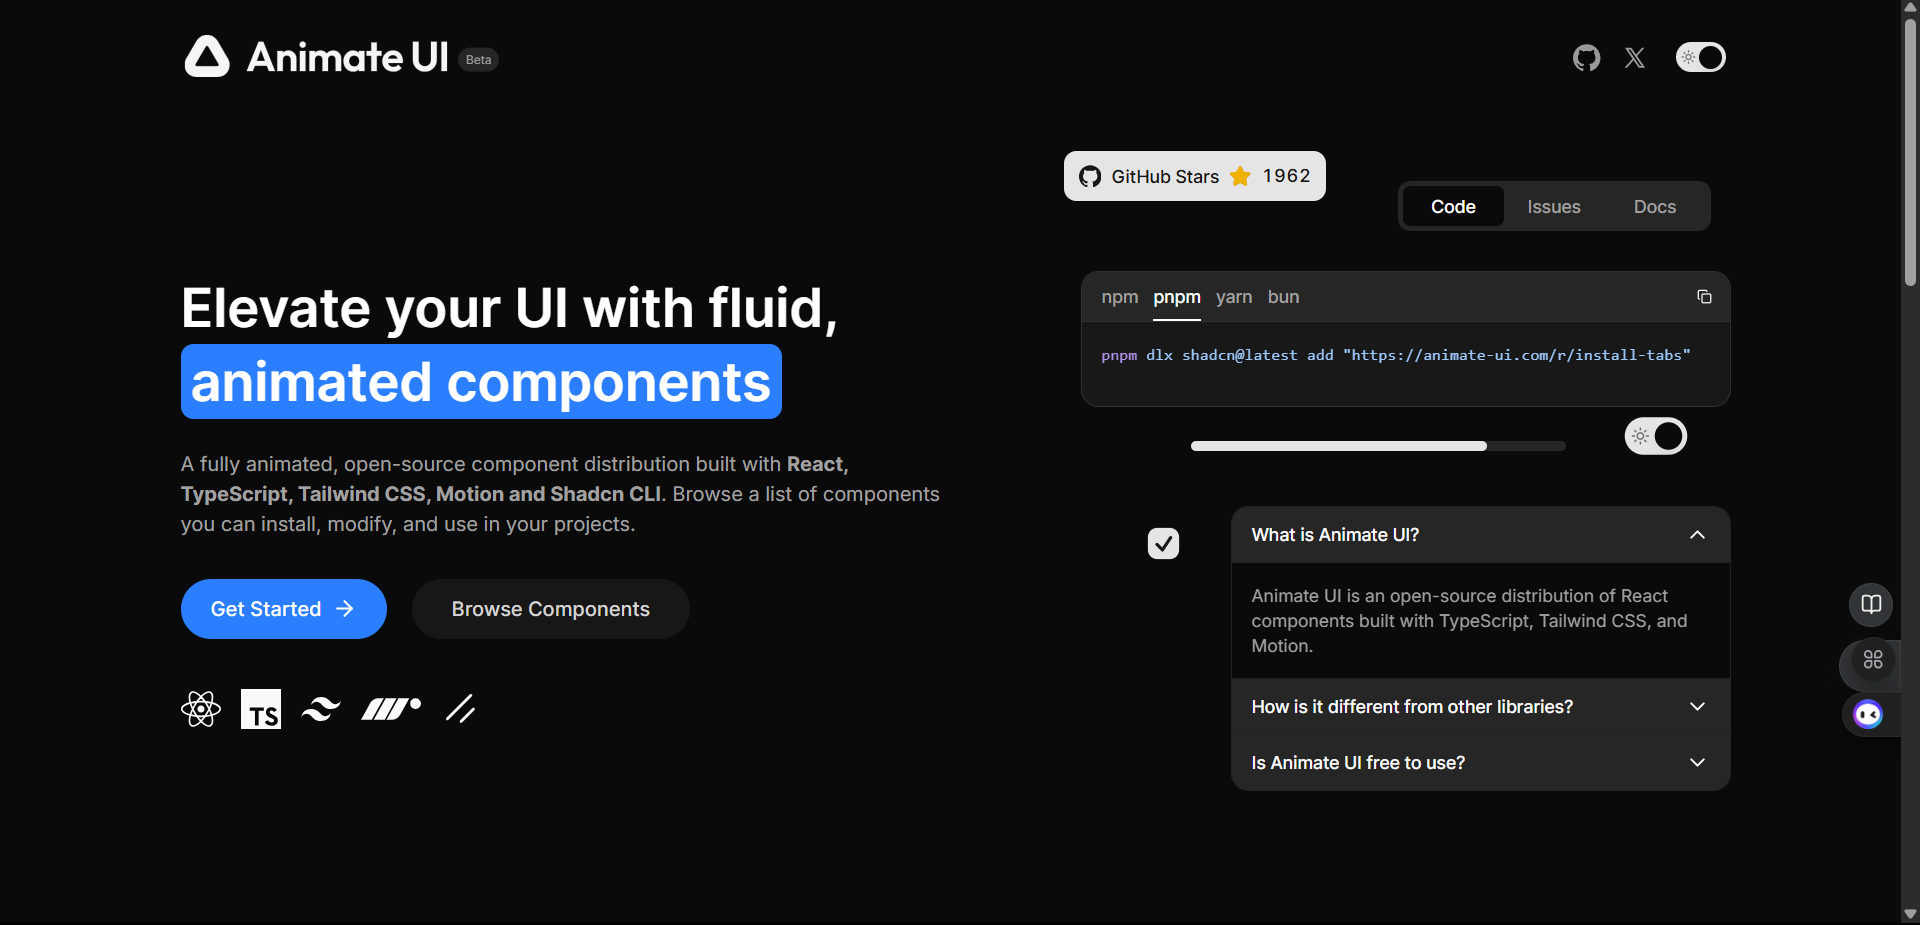 Animate UI Beta
GitHub Stars 1962
Code Issues Docs
Elevate your UI with fluid,
animated components
A fully animated, open-source component distribution built with React,
TypeScript, Tailwind CSS, Motion and Shadcn CLI. Browse a list of components
you can install, modify, and use in your projects.
Get Started
Browse Components
TS
npm pnpm yarn bun
pnpm dlx shadcn@latest add "https://animate-ui.com/r/install-tabs"
What is Animate UI?
Animate UI is an open-source distribution of React
components built with TypeScript, Tailwind CSS, and
Motion.
How is it different from other libraries?
Is Animate UI free to use?